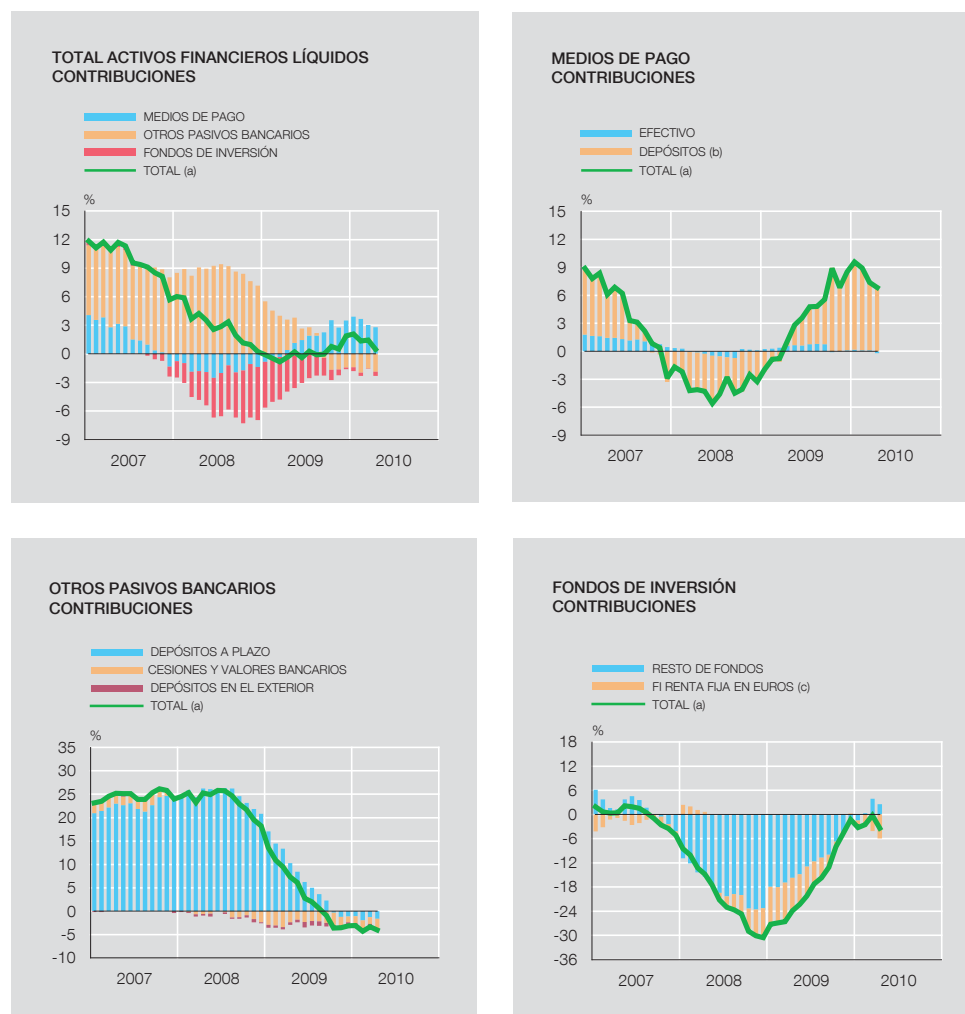 TOTAL ACTIVOS FINANCIEROS LÍQUIDOS
CONTRIBUCIONES
MEDIOS DE PAGO
OTROS PASIVOS BANCARIOS
FONDOS DE INVERSIÓN
TOTAL (a)
%
15
12
9
6
3
0
-3
-6
-9
2007 2008 2009 2010
MEDIOS DE PAGO
CONTRIBUCIONES
EFECTIVO
DEPÓSITOS (b)
TOTAL (a)
%
15
12
9
6
3
0
-3
-6
-9
2007 2008 2009 2010
OTROS PASIVOS BANCARIOS
CONTRIBUCIONES
DEPÓSITOS A PLAZO
CESIONES Y VALORES BANCARIOS
DEPÓSITOS EN EL EXTERIOR
TOTAL (a)
%
35
30
25
20
15
10
5
0
-5
-10
2007 2008 2009 2010
FONDOS DE INVERSIÓN
CONTRIBUCIONES
RESTO DE FONDOS
FI RENTA FIJA EN EUROS (c)
TOTAL (a)
%
18
12
6
0
-6
-12
-18
-24
-30
-36
2007 2008 2009 2010